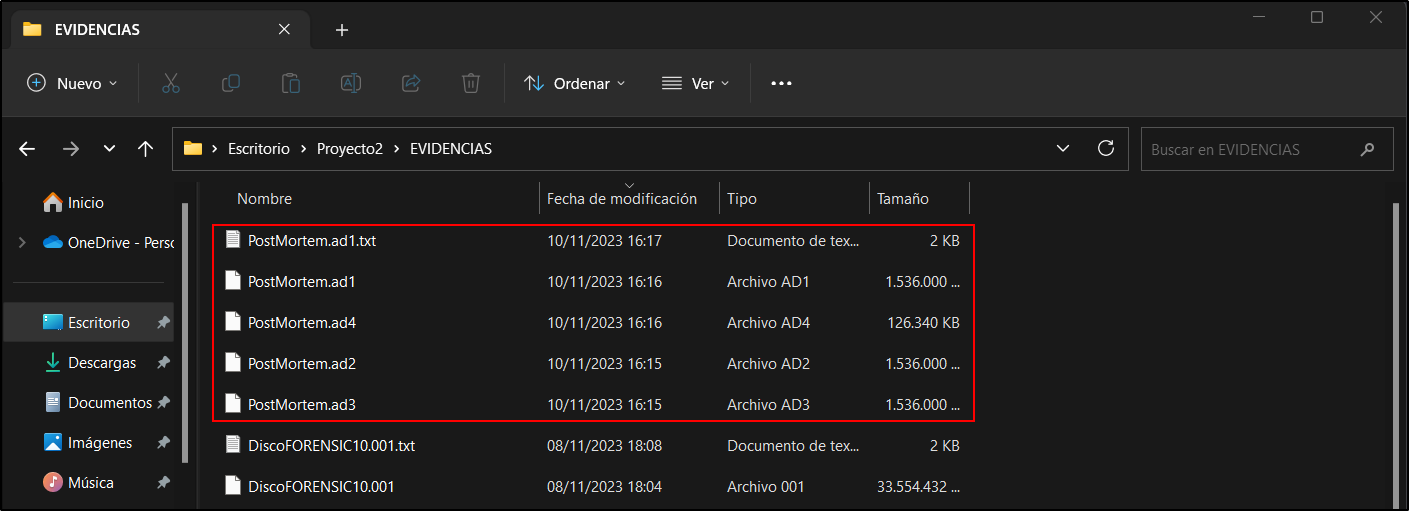 EVIDENCIAS
Nuevo Ordenar Ver
Escritorio Proyecto2 EVIDENCIAS Buscar en EVIDENCIAS
Nombre Fecha de modificación Tipo Tamaño
Inicio
OneDrive - Persc
Escritorio
Descargas
Documentos
Imágenes
Música
PostMortem.ad1.txt 10/11/2023 16:17 Documento de tex... 2 KB
PostMortem.ad1 10/11/2023 16:16 Archivo AD1 1.536.000 ...
PostMortem.ad4 10/11/2023 16:16 Archivo AD4 126.340 KB
PostMortem.ad2 10/11/2023 16:15 Archivo AD2 1.536.000 ...
PostMortem.ad3 10/11/2023 16:15 Archivo AD3 1.536.000 ...
DiscoFORENSIC10.001.txt 08/11/2023 18:08 Documento de tex... 2 KB
DiscoFORENSIC10.001 08/11/2023 18:04 Archivo 001 33.554.432 ...